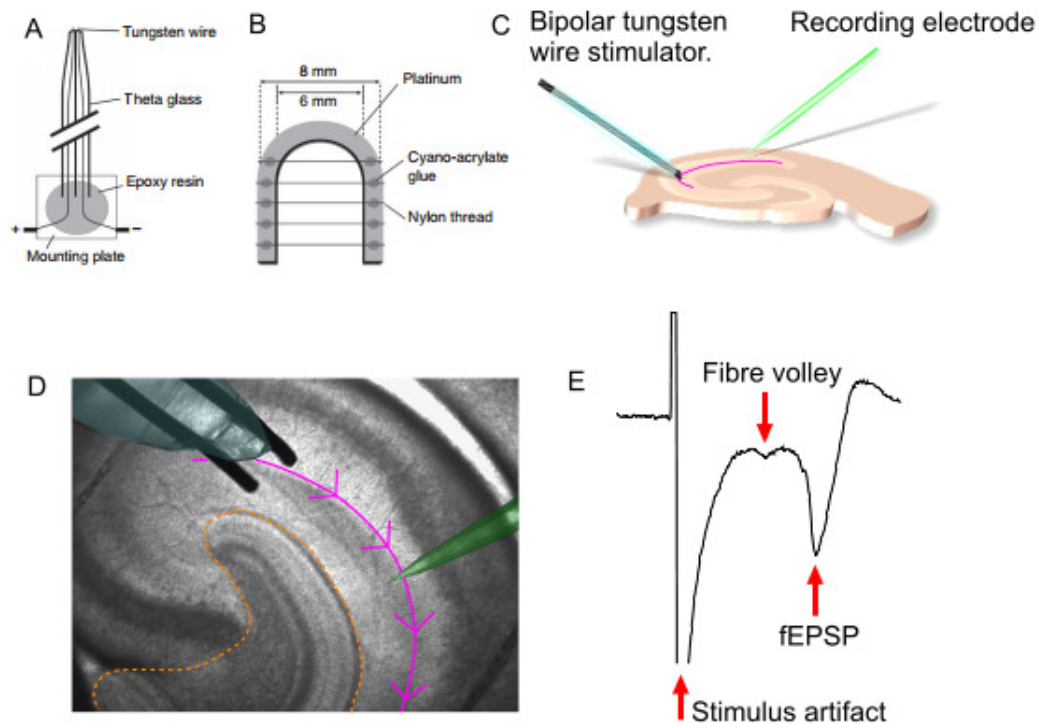 A
Tungsten wire
Theta glass
Epoxy resin
+
−
Mounting plate
B
8 mm
6 mm
Platinum
Cyano-acrylate
glue
Nylon thread
C
Bipolar tungsten
wire stimulator.
Recording electrode
D
E
Fibre volley
fEPSP
Stimulus artifact